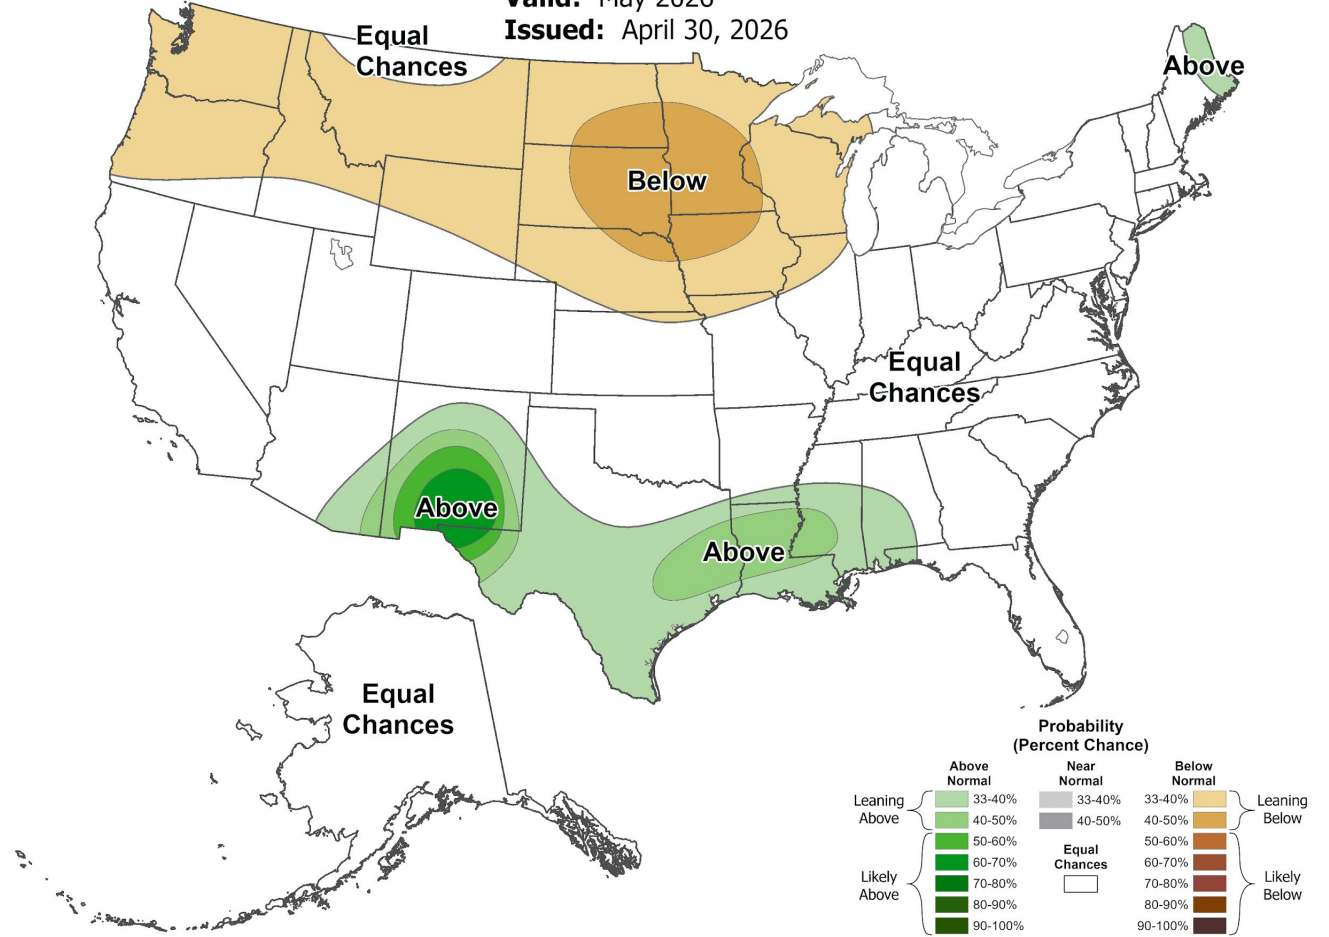 Valid: May 2026
Issued: April 30, 2026
Equal
Chances
Above
Below
Equal
Chances
Above
Above
Equal
Chances
Probability
(Percent Chance)
Above
Normal
Near
Normal
Below
Normal
Leaning
Above
33-40%
33-40%
33-40%
Leaning
Below
40-50%
40-50%
40-50%
50-60%
50-60%
Equal
Chances
60-70%
60-70%
Likely
Above
70-80%
70-80%
Likely
Below
80-90%
80-90%
90-100%
90-100%